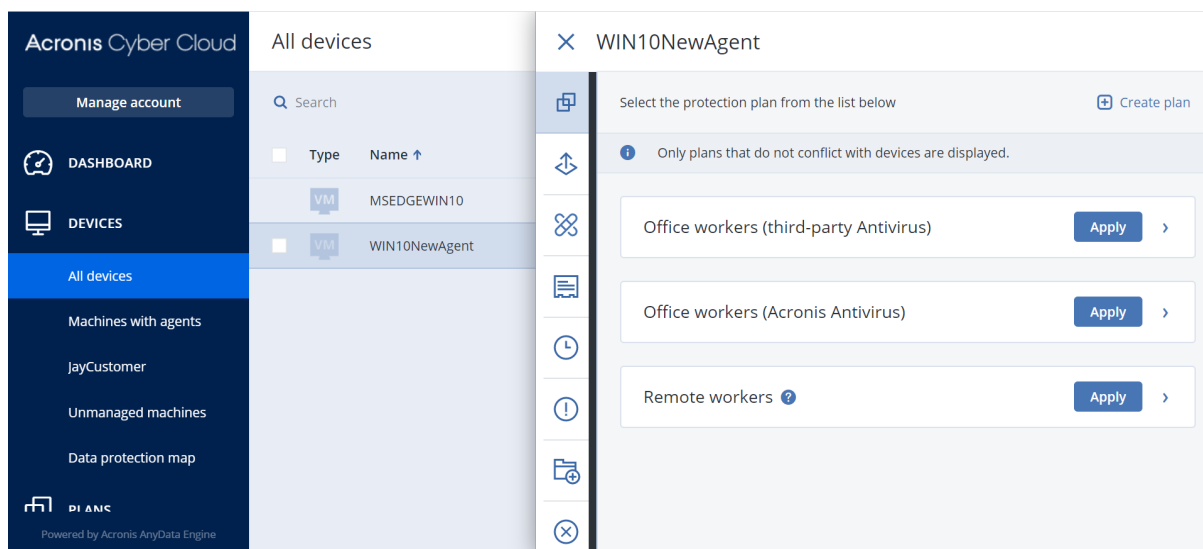 Acronis Cyber Cloud
Manage account
DASHBOARD
DEVICES
All devices
Machines with agents
JayCustomer
Unmanaged machines
Data protection map
PLANS
Powered by Acronis AnyData Engine
All devices
Search
Type Name
VM MSEDGEWIN10
VM WIN10NewAgent
WIN10NewAgent
Select the protection plan from the list below Create plan
Only plans that do not conflict with devices are displayed.
Office workers (third-party Antivirus) Apply
Office workers (Acronis Antivirus) Apply
Remote workers Apply